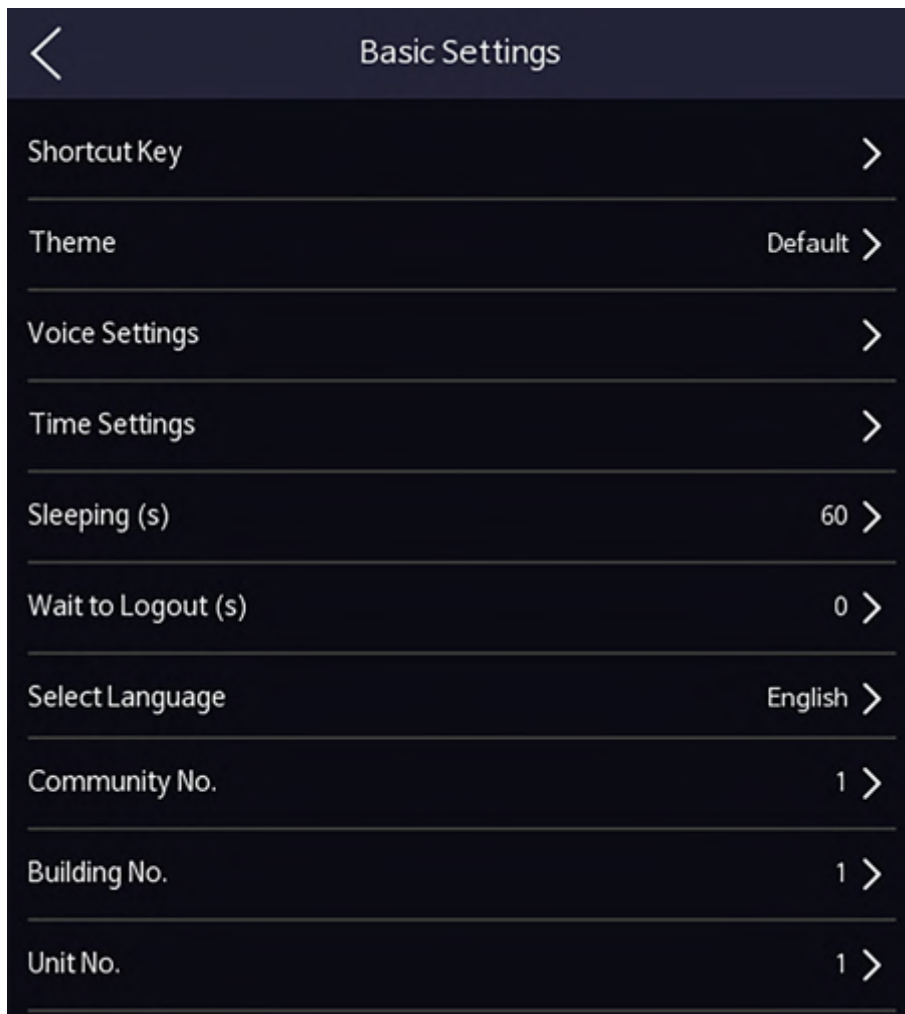 Basic Settings
Shortcut Key
Theme Default
Voice Settings
Time Settings
Sleeping (s) 60
Wait to Logout (s) 0
Select Language English
Community No. 1
Building No. 1
Unit No. 1